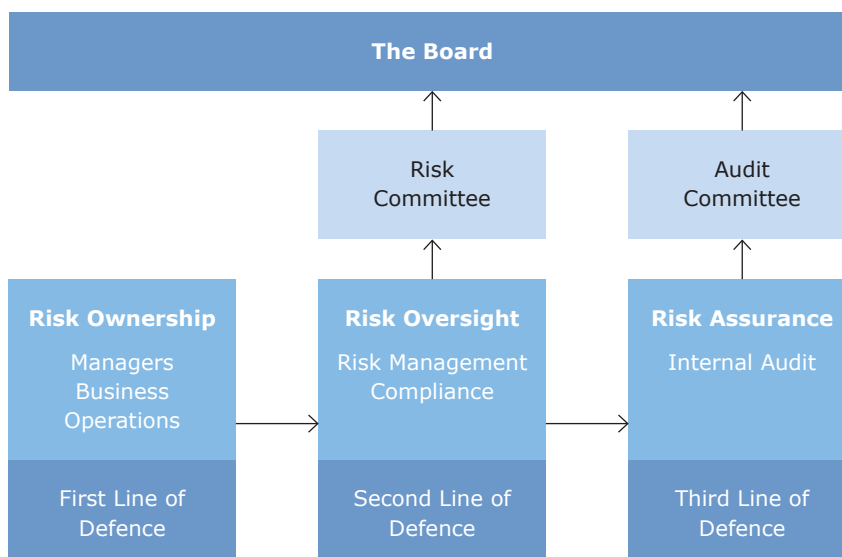 The Board
Risk
Committee
Audit
Committee
Risk Ownership
Managers
Business
Operations
First Line of
Defence
Risk Oversight
Risk Management
Compliance
Second Line of
Defence
Risk Assurance
Internal Audit
Third Line of
Defence